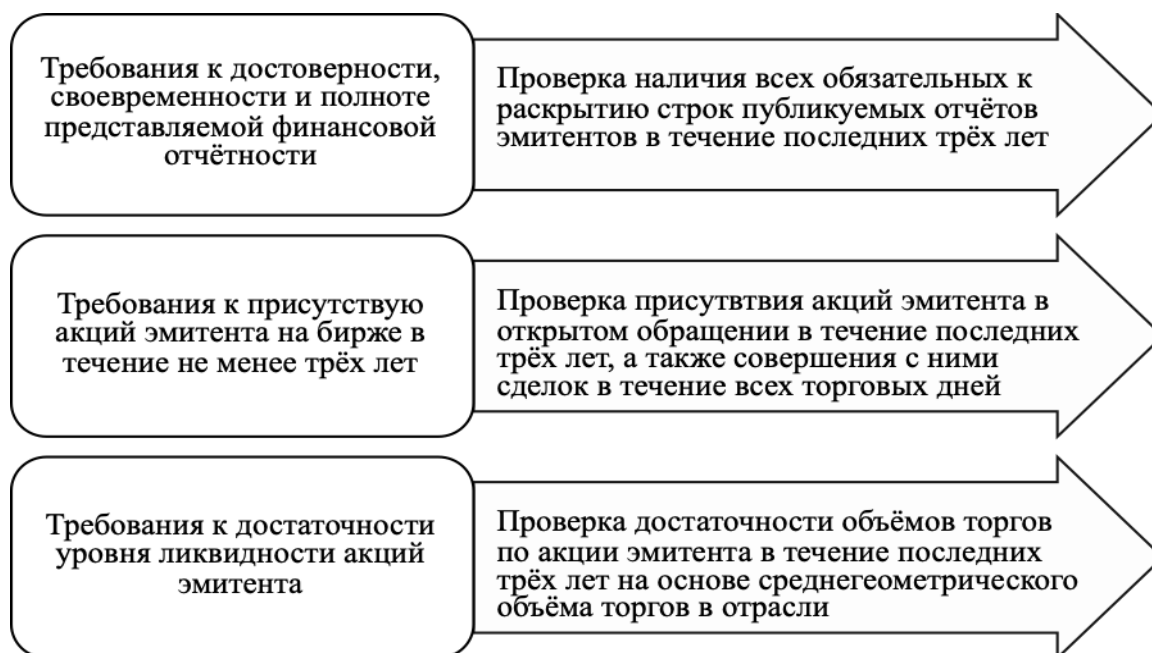 Требования к достоверности,
своевременности и полноте
представляемой финансовой
отчётности
Проверка наличия всех обязательных к
раскрытию строк публикуемых отчётов
эмитентов в течение последних трёх лет
Требования к присутствую
акций эмитента на бирже в
течение не менее трёх лет
Проверка присутвтвия акций эмитента в
открытом обращении в течение последних
трёх лет, а также совершения с ними
сделок в течение всех торговых дней
Требования к достаточности
уровня ликвидности акций
эмитента
Проверка достаточности объёмов торгов
по акции эмитента в течение последних
трёх лет на основе среднегеометрического
объёма торгов в отрасли